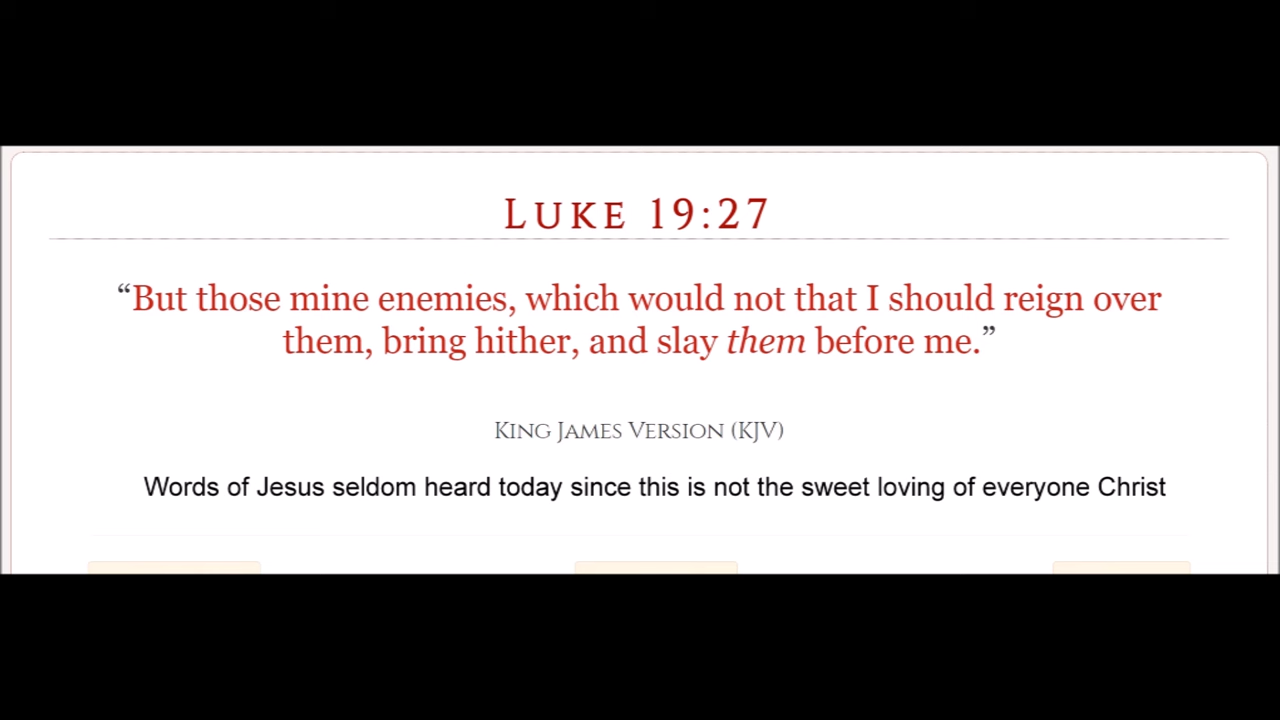 LUKE 19:27
“But those mine enemies, which would not that I should reign over
them, bring hither, and slay them before me.”
KING JAMES VERSION (KJV)
Words of Jesus seldom heard today since this is not the sweet loving of everyone Christ